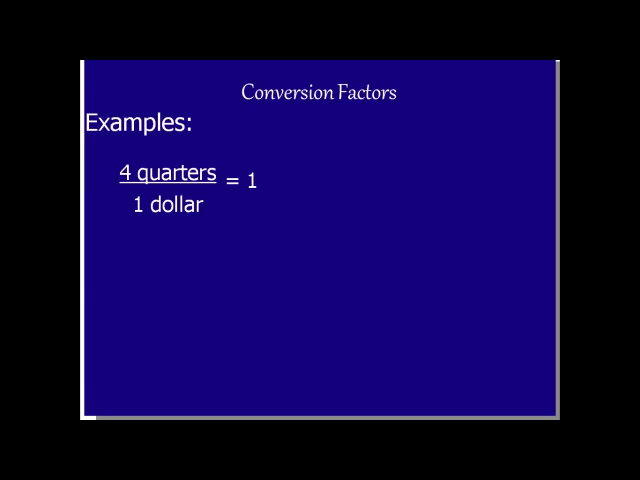 Conversion Factors
Examples:
4 quarters
= 1
1 dollar